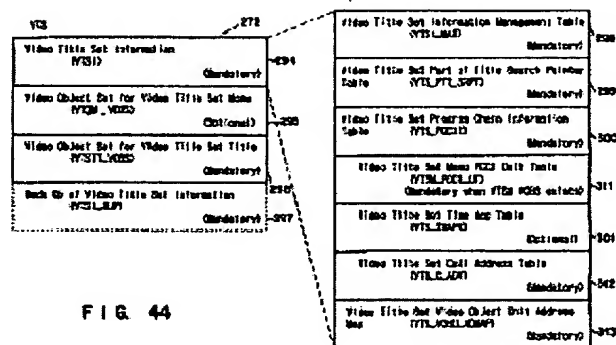 VTS
272
Video Title Set Information
(VTSI)
(Mandatory)
294
Video Object Set for Video Title Set Menu
(VTSM_VOBS)
(Optional)
295
Video Object Set for Video Title Set Title
(VTSTT_VOBS)
(Mandatory)
296
Back Up of Video Title Set Information
(VTSI_BUP)
(Mandatory)
297
FIG. 44
Video Title Set Information Management Table
(VTSI_MAT)
(Mandatory)
298
Video Title Set Part of Title Search Pointer
Table (VTS_PTT_SRPT)
(Mandatory)
299
Video Title Set Program Chain Information
Table (VTS_PGCIT)
(Mandatory)
300
Video Title Set Menu PGCI Unit Table
(VTSM_PGCI_UT)
(Mandatory when VTSM VOBS exists)
311
Video Title Set Time Map Table
(VTS_TMAPT)
(Optional)
301
Video Title Set Cell Address Table
(VTS_C_ADT)
(Mandatory)
312
Video Title Set Video Object Unit Address
Map (VTS_VOBU_ADMAP)
(Mandatory)
313